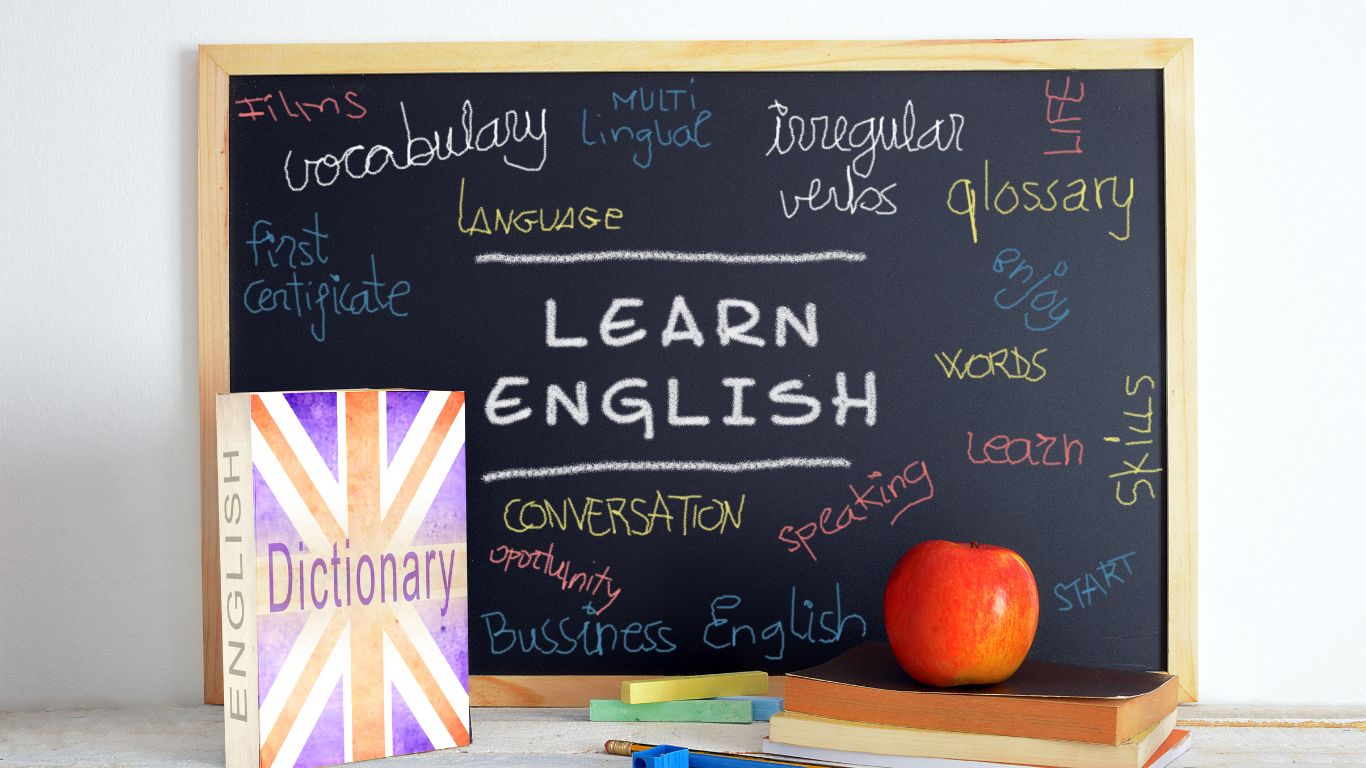 Films
vocabulary
MULTi
lingual
irregular
verbs
LIFE
glossary
LANGUAGe
first
certificate
enjoy
LEARN
ENGLISH
WORDS
Learn
SkiLLS
CONVERSATiON
speaking
oportunity
START
Bussiness English
ENGLISH
Dictionary